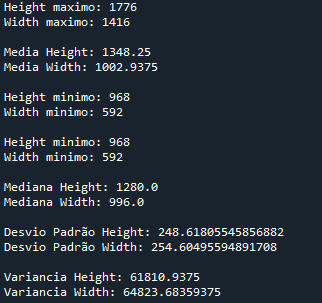 Height maximo: 1776
Width maximo: 1416
Media Height: 1348.25
Media Width: 1002.9375
Height minimo: 968
Width minimo: 592
Height minimo: 968
Width minimo: 592
Mediana Height: 1280.0
Mediana Width: 996.0
Desvio Padrão Height: 248.61805545856882
Desvio Padrão Width: 254.60495594891708
Variancia Height: 61810.9375
Variancia Width: 64823.68359375